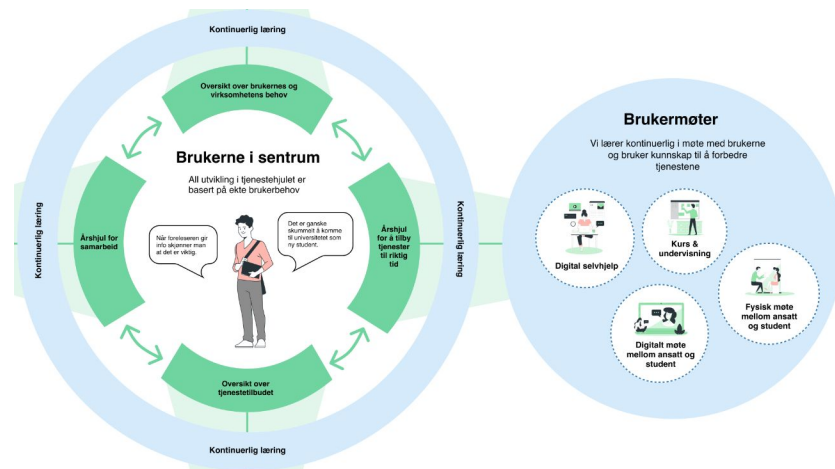 Kontinuerlig læring
Oversikt over brukernes og
virksomhetens behov
Brukerne i sentrum
All utvikling i tjenestehjulet er
basert på ekte brukerbehov
Kontinuerlig læring
Årshjul for
samarbeid
Når foreleseren gir
info skjønner man
at det er viktig.
Det er ganske
skummelt å komme
til universitetet som
ny student.
Årshjul
for å tilby
tjenester
til riktig
tid
Kontinuerlig læring
Oversikt over
tjenestetilbudet
Kontinuerlig læring
Brukermøter
Vi lærer kontinuerlig i møte med brukerne
og bruker kunnskap til å forbedre
tjenestene
Digital selvhjelp
Kurs &
undervisning
Fysisk møte
mellom ansatt
og student
Digitalt møte
mellom ansatt og
student